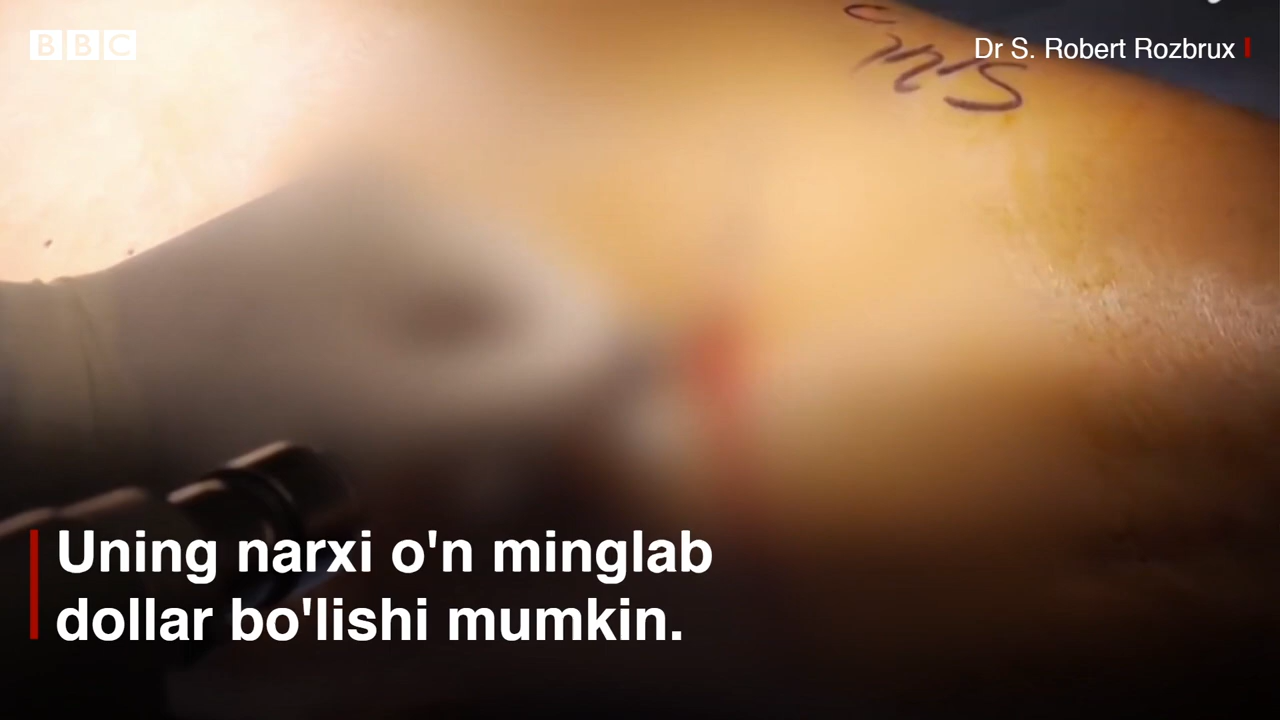 BBC
Dr S. Robert Rozbrux
Uning narxi o'n minglab
dollar bo'lishi mumkin.